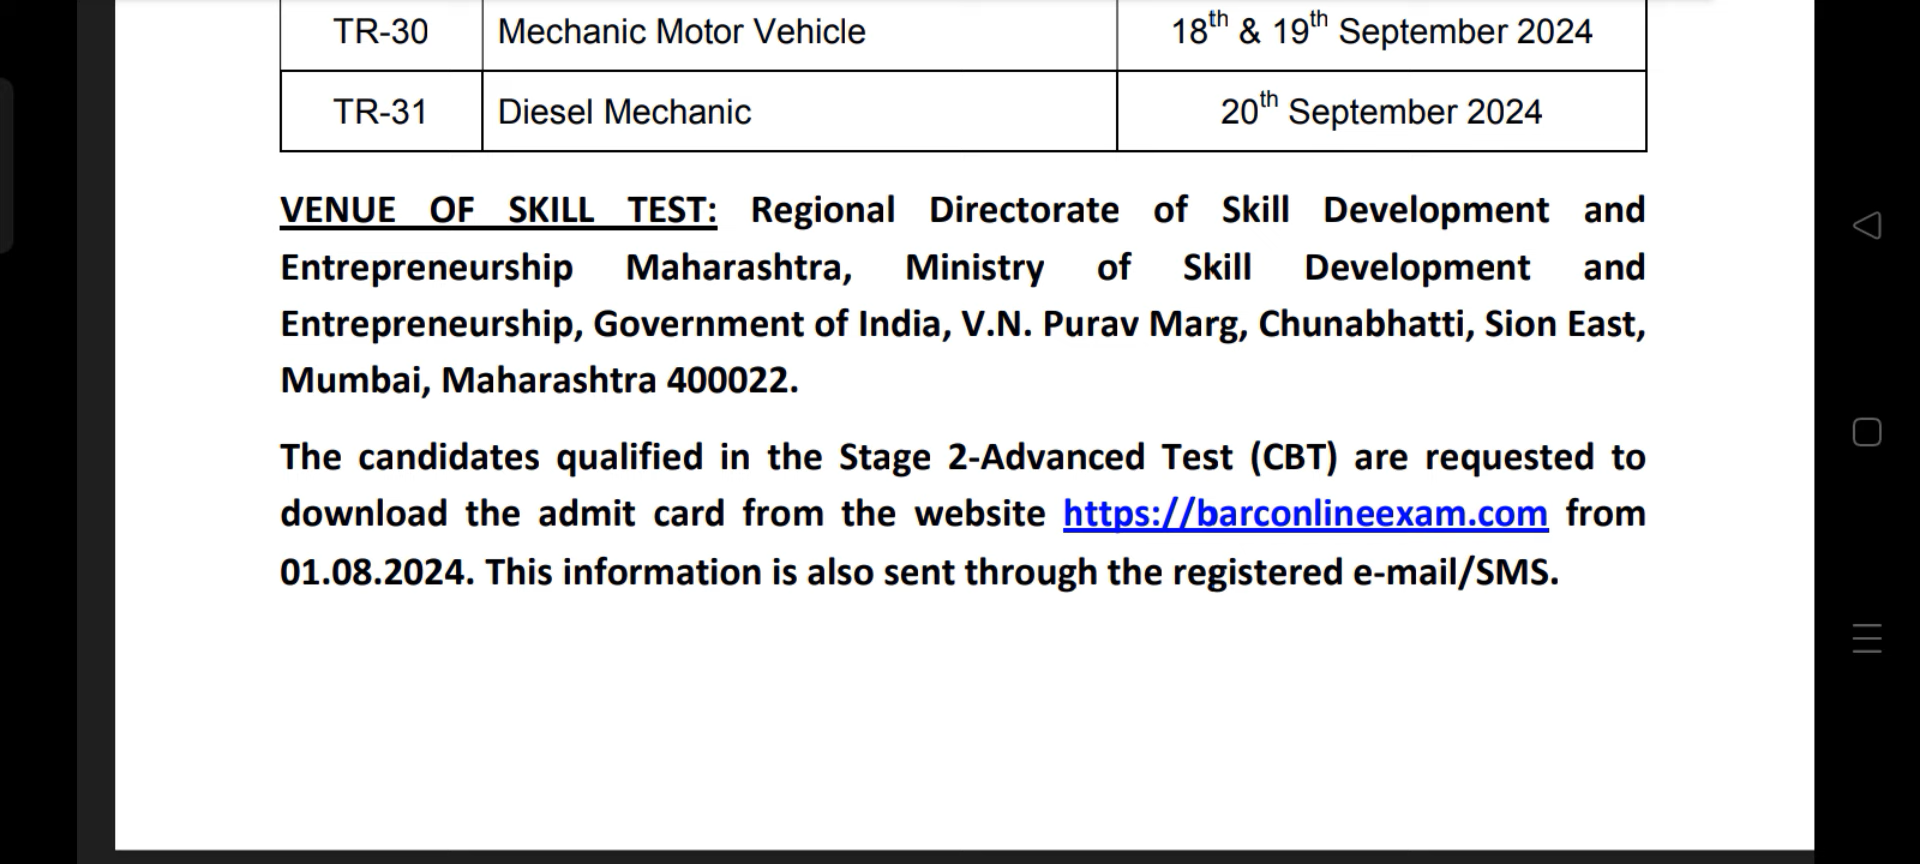 TR-30 Mechanic Motor Vehicle 18th & 19th September 2024
TR-31 Diesel Mechanic 20th September 2024
VENUE OF SKILL TEST: Regional Directorate of Skill Development and
Entrepreneurship Maharashtra, Ministry of Skill Development and
Entrepreneurship, Government of India, V.N. Purav Marg, Chunabhatti, Sion East,
Mumbai, Maharashtra 400022.
The candidates qualified in the Stage 2-Advanced Test (CBT) are requested to
download the admit card from the website https://barconlineexam.com from
01.08.2024. This information is also sent through the registered e-mail/SMS.